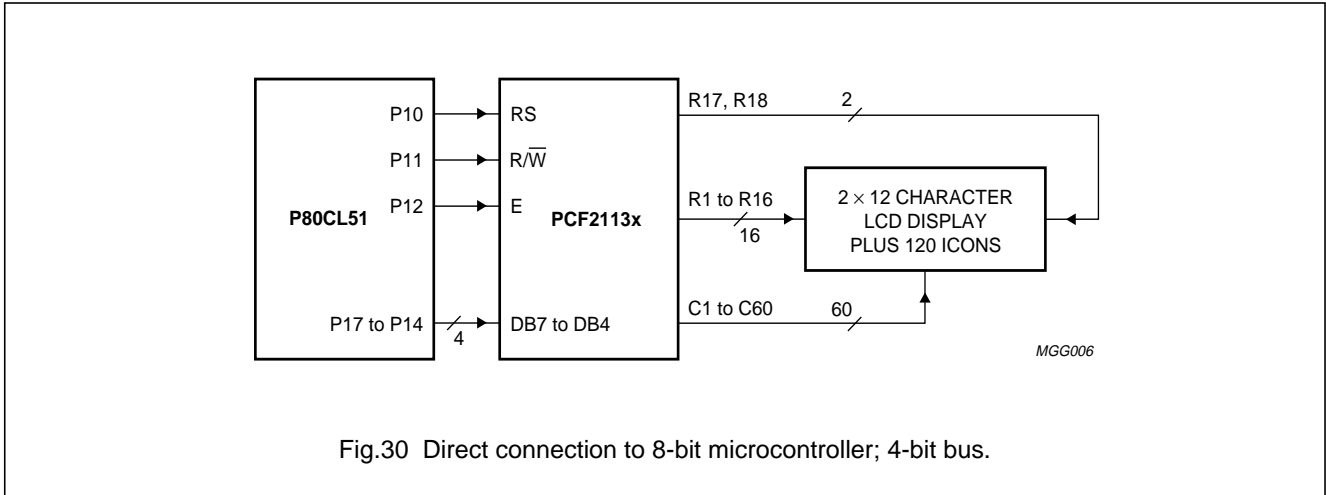 P80CL51
P10
P11
P12
P17 to P14
4
RS
R/W̅
E
DB7 to DB4
PCF2113x
R17, R18
2
R1 to R16
16
C1 to C60
60
2 × 12 CHARACTER
LCD DISPLAY
PLUS 120 ICONS
MGG006
Fig.30 Direct connection to 8-bit microcontroller; 4-bit bus.